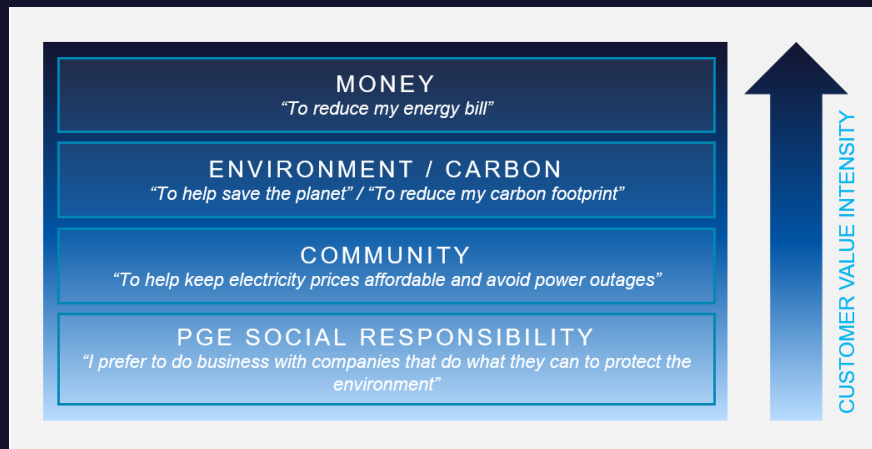 MONEY
“To reduce my energy bill”
ENVIRONMENT / CARBON
“To help save the planet” / “To reduce my carbon footprint”
COMMUNITY
“To help keep electricity prices affordable and avoid power outages”
PGE SOCIAL RESPONSIBILITY
“I prefer to do business with companies that do what they can to protect the
environment”
CUSTOMER VALUE INTENSITY